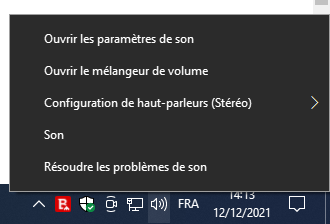 Ouvrir les paramètres de son
Ouvrir le mélangeur de volume
Configuration de haut-parleurs (Stéréo)
Son
Résoudre les problèmes de son
14:13
FRA
12/12/2021